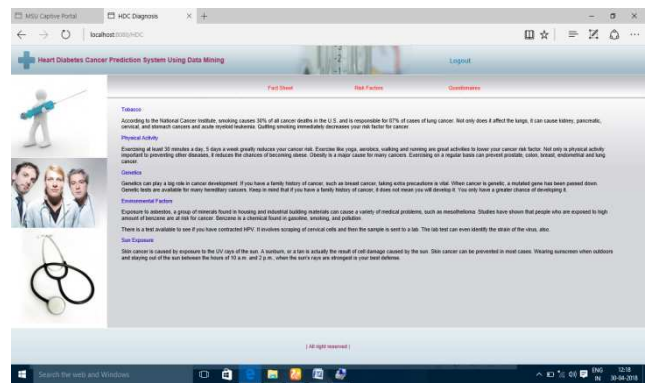 MSU Captive Portal
HDC Diagnosis
localhost:8080/HDC
Heart Diabetes Cancer Prediction System Using Data Mining
Logout
Fact Sheet
Risk Factors
Questionnaires
Tobacco
According to the National Cancer Institute, smoking causes 30% of all cancer deaths in the U.S. and is responsible for 87% of cases of lung cancer. Not only does it affect the lungs, it can cause kidney, pancreatic,
cervical, and stomach cancers and acute myeloid leukemia. Quitting smoking immediately decreases your risk factor for cancer.
Physical Activity
Exercising at least 30 minutes a day, 5 days a week greatly reduces your cancer risk. Exercise like yoga, aerobics, walking and running are great activities to lower your cancer risk factor. Not only is physical activity
important to preventing other diseases, it reduces the chances of becoming obese. Obesity is a major cause for many cancers. Exercising on a regular basis can prevent prostate, colon, breast, endometrial and lung
cancer.
Genetics
Genetics can play a big role in cancer development. If you have a family history of cancer, such as breast cancer, taking extra precautions is vital. When cancer is genetic, a mutated gene has been passed down.
Genetic tests are available for many hereditary cancers. Keep in mind that if you have a family history of cancer, it does not mean you will develop it. You only have a greater chance of developing it.
Environmental Factors
Exposure to asbestos, a group of minerals found in housing and industrial building materials can cause a variety of medical problems, such as mesothelioma. Studies have shown that people who are exposed to high
amount of benzene are at risk for cancer. Benzene is a chemical found in gasoline, smoking, and pollution.
There is a test available to see if you have contracted HPV. It involves scraping of cervical cells and then the sample is sent to a lab. The lab test can even identify the strain of the virus, also.
Sun Exposure
Skin cancer is caused by exposure to the UV rays of the sun. A sunburn, or a tan is actually the result of cell damage caused by the sun. Skin cancer can be prevented in most cases. Wearing sunscreen when outdoors
and staying out of the sun between the hours of 10 a.m. and 2 p.m., when the sun's rays are strongest is your best defense.
| All right reserved |
Search the web and Windows
ENG
12:18
IN
30-04-2018